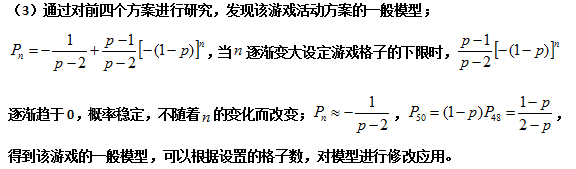 （3）通过对前四个方案进行研究，发现该游戏活动方案的一般模型；
$P_n=-\frac{1}{p-2}+\frac{p-1}{p-2}[-(1-p)]^n$，当 $n$ 逐渐变大设定游戏格子的下限时，$\frac{p-1}{p-2}[-(1-p)]^n$
逐渐趋于 0，概率稳定，不随着 $n$ 的变化而改变；$P_n\approx-\frac{1}{p-2}$，$P_{50}=(1-p)P_{48}=\frac{1-p}{2-p}$，
得到该游戏的一般模型，可以根据设置的格子数，对模型进行修改应用。